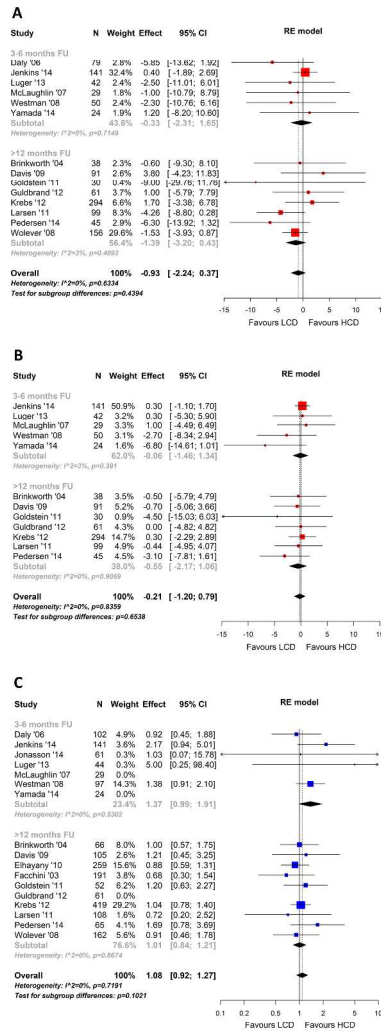 A
RE model
Study N Weight Effect 95% CI
3-6 months FU
Daly '06 79 2.8% -5.85 [-13.62; 1.92]
Jenkins '14 141 32.4% 0.40 [ -1.89; 2.69]
Luger '13 42 2.4% -2.50 [-11.01; 6.01]
McLaughlin '07 29 1.8% -1.00 [-10.79; 8.79]
Westman '08 50 2.4% -2.30 [-10.76; 6.16]
Yamada '14 24 1.9% 1.20 [ -8.20; 10.60]
Subtotal 43.6% -0.33 [ -2.31; 1.65]
Heterogeneity: I^2=0%, p=0.7149
>12 months FU
Brinkworth '04 38 2.3% -0.60 [ -9.30; 8.10]
Davis '09 91 2.7% 3.80 [ -4.23; 11.83]
Goldstein '11 30 0.4% -9.00 [-29.76; 11.76]
Guldbrand '12 61 3.7% 1.00 [ -5.79; 7.79]
Krebs '12 294 6.6% 1.70 [ -3.38; 6.78]
Larsen '11 99 8.3% -4.26 [ -8.80; 0.28]
Pedersen '14 45 2.9% -6.30 [-13.92; 1.32]
Wolever '08 156 29.6% -1.53 [ -3.93; 0.87]
Subtotal 56.4% -1.39 [ -3.20; 0.43]
Heterogeneity: I^2=3%, p=0.4092
Overall 100% -0.93 [ -2.24; 0.37]
Heterogeneity: I^2=0%, p=0.6334
Test for subgroup differences: p=0.4394
-15 -10 -5 0 5 10 15
Favours LCD Favours HCD
B
RE model
Study N Weight Effect 95% CI
3-6 months FU
Jenkins '14 141 50.9% 0.30 [ -1.10; 1.70]
Luger '13 42 3.2% 0.30 [ -5.30; 5.90]
McLaughlin '07 29 3.3% 1.00 [ -4.49; 6.49]
Westman '08 50 3.1% -2.70 [ -8.34; 2.94]
Yamada '14 24 1.6% -6.80 [-14.61; 1.01]
Subtotal 62.0% -0.06 [ -1.46; 1.34]
Heterogeneity: I^2=3%, p=0.391
>12 months FU
Brinkworth '04 38 3.5% -0.50 [ -5.79; 4.79]
Davis '09 91 3.4% 0.70 [ -5.06; 3.66]
Goldstein '11 30 0.9% -4.50 [-15.03; 6.03]
Guldbrand '12 61 4.3% 0.00 [ -4.82; 4.82]
Krebs '12 294 14.7% 0.30 [ -2.29; 2.89]
Larsen '11 99 4.9% -0.44 [ -4.95; 4.07]
Pedersen '14 45 4.5% -3.10 [ -7.81; 1.61]
Subtotal 38.0% -0.55 [ -2.17; 1.06]
Heterogeneity: I^2=0%, p=0.9069
Overall 100% -0.21 [ -1.20; 0.79]
Heterogeneity: I^2=0%, p=0.8359
Test for subgroup differences: p=0.6538
-15 -10 -5 0 5 10 15
Favours LCD Favours HCD
C
RE model
Study N Weight Effect 95% CI
3-6 months FU
Daly '06 102 4.9% 0.92 [0.45; 1.88]
Jenkins '14 141 3.6% 2.17 [0.94; 5.01]
Jonasson '14 61 0.3% 1.03 [0.07; 15.78]
Luger '13 44 0.3% 5.00 [0.25; 98.40]
McLaughlin '07 29 0.0%
Westman '08 97 14.3% 1.38 [0.91; 2.10]
Yamada '14 24 0.0%
Subtotal 23.4% 1.37 [0.99; 1.91]
Heterogeneity: I^2=0%, p=0.5302
>12 months FU
Brinkworth '04 66 8.0% 1.00 [0.57; 1.75]
Davis '09 105 2.6% 1.21 [0.45; 3.25]
Elhayany '10 259 15.6% 0.88 [0.59; 1.31]
Facchini '03 191 3.8% 0.68 [0.30; 1.54]
Goldstein '11 52 6.2% 1.20 [0.63; 2.27]
Guldbrand '12 61 0.0%
Krebs '12 419 29.2% 1.04 [0.78; 1.40]
Larsen '11 108 1.7% 0.72 [0.20; 2.52]
Pedersen '14 65 4.1% 1.69 [0.78; 3.69]
Wolever '08 162 5.6% 0.91 [0.46; 1.78]
Subtotal 76.6% 1.01 [0.84; 1.21]
Heterogeneity: I^2=0%, p=0.8674
Overall 100% 1.08 [0.92; 1.27]
Heterogeneity: I^2=0%, p=0.7191
Test for subgroup differences: p=0.1021
0.1 0.2 0.5 1 2 5 10
Favours LCD Favours HCD